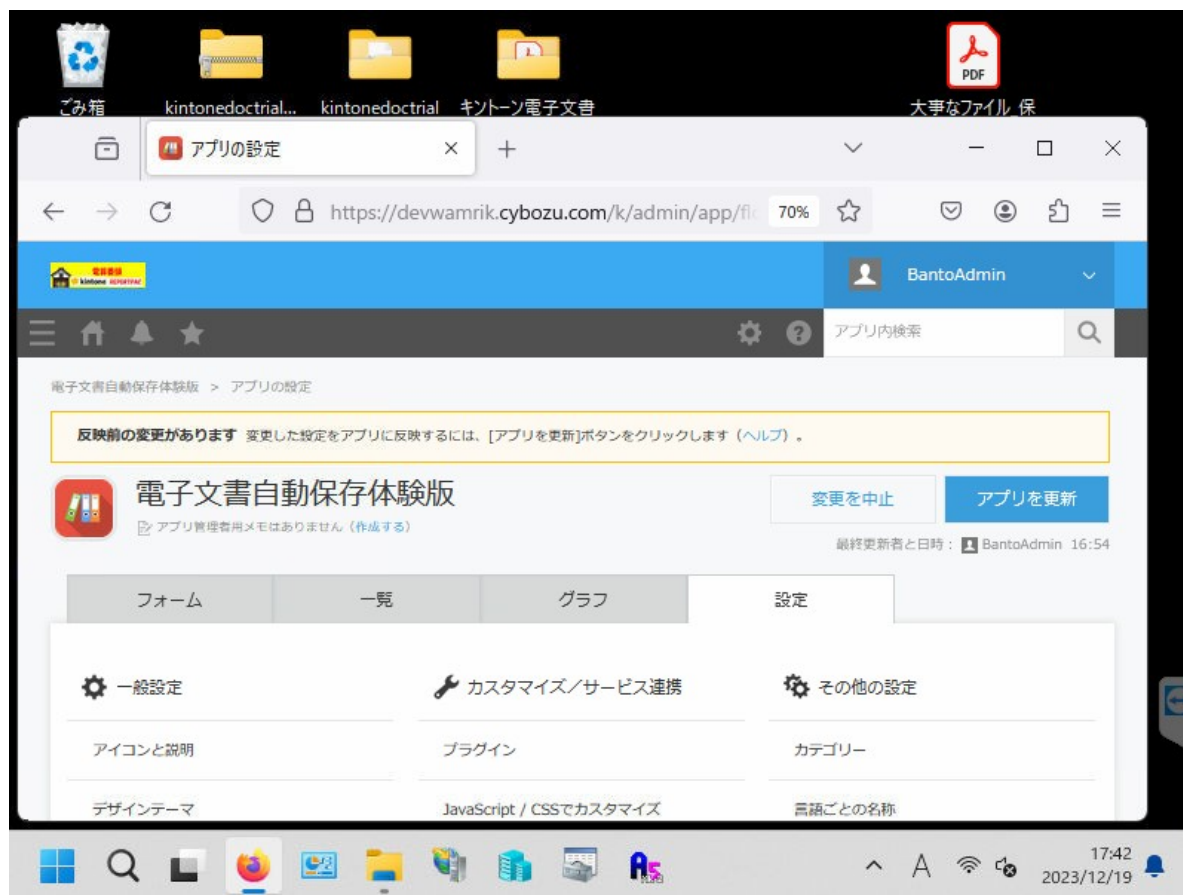 ごみ箱
kintonedoctrial...
kintonedoctrial
キントーン電子文書
PDF
大事なファイル_保
アプリの設定
https://devwamrik.cybozu.com/k/admin/app/flo
70%
kintone
BantoAdmin
アプリ内検索
電子文書自動保存体験版 > アプリの設定
反映前の変更があります 変更した設定をアプリに反映するには、[アプリを更新]ボタンをクリックします（ヘルプ）。
電子文書自動保存体験版
変更を中止
アプリを更新
アプリ管理者用メモはありません（作成する）
最終更新者と日時： BantoAdmin 16:54
フォーム
一覧
グラフ
設定
一般設定
カスタマイズ／サービス連携
その他の設定
アイコンと説明
プラグイン
カテゴリー
デザインテーマ
JavaScript / CSSでカスタマイズ
言語ごとの名称
A
17:42
2023/12/19